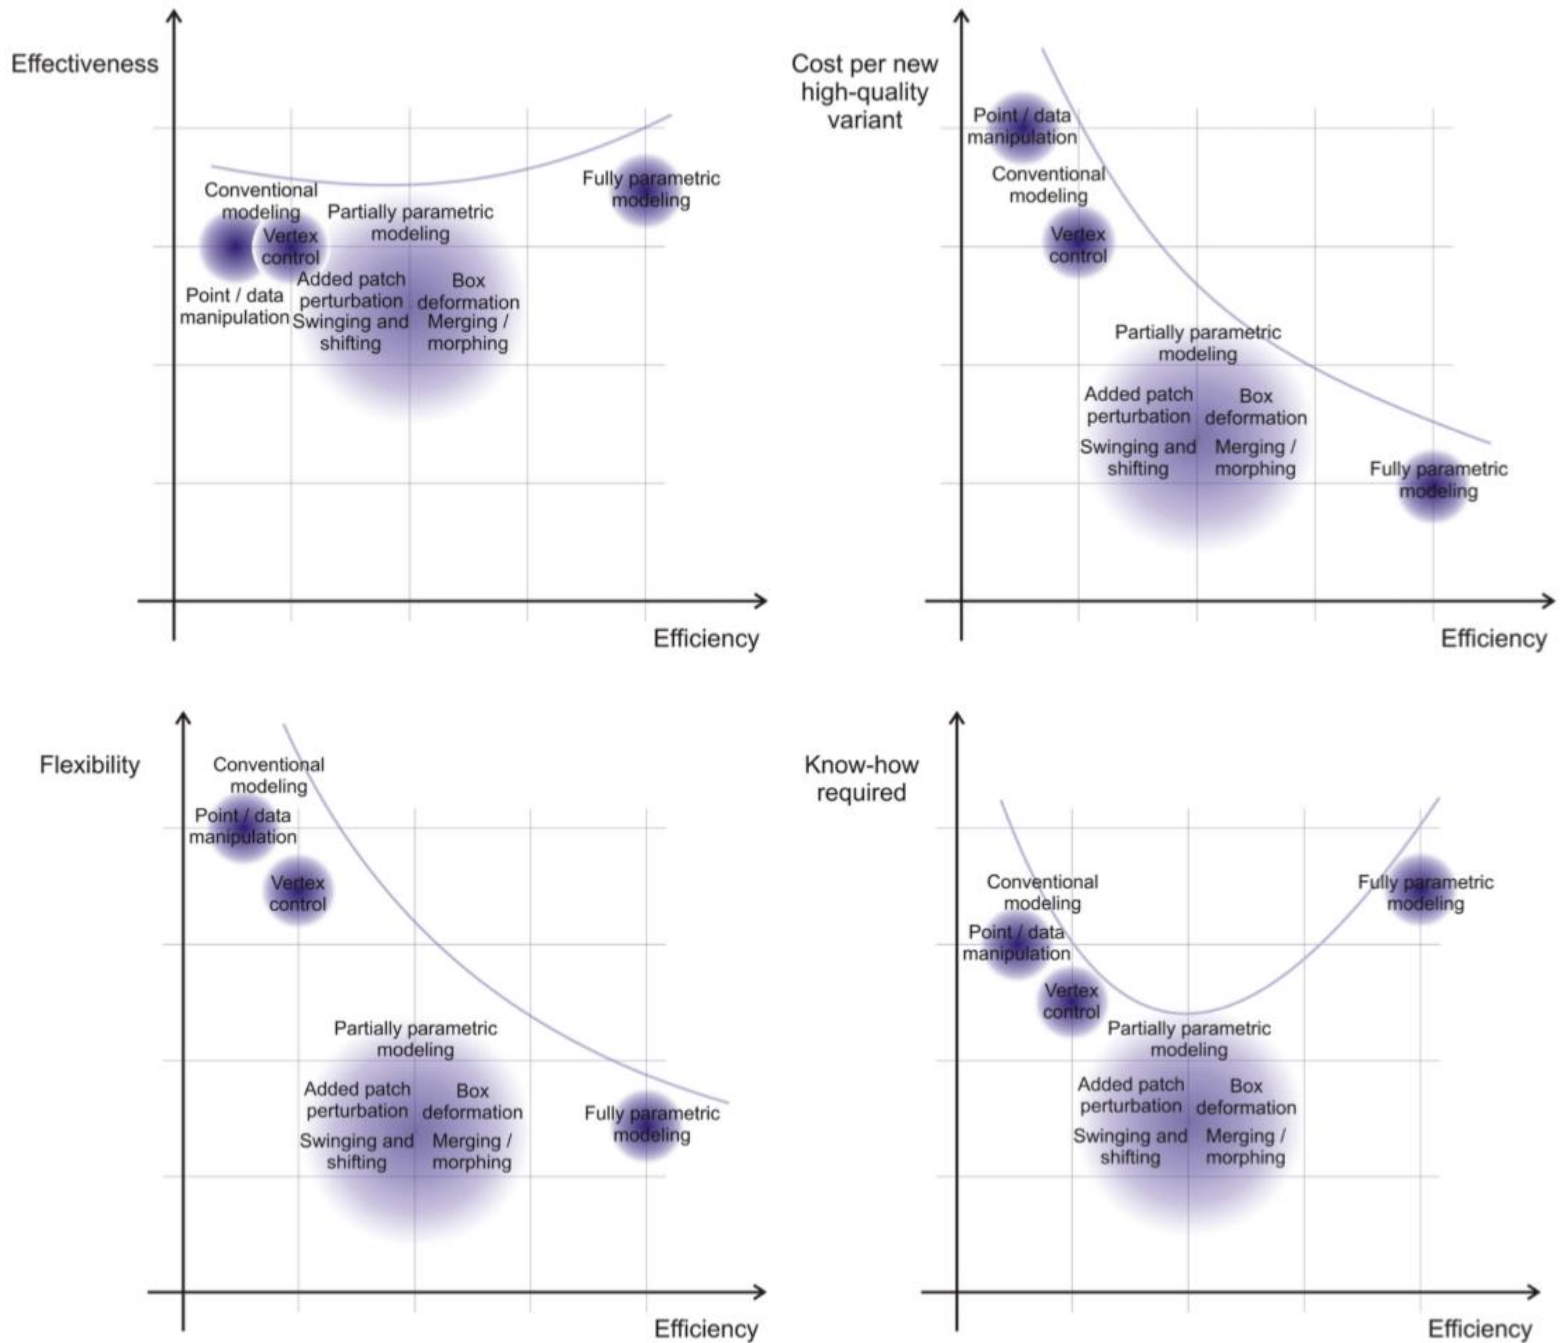 Effectiveness
Conventional
modeling
Partially parametric
modeling
Fully parametric
modeling
Vertex
control
Point / data
manipulation
Added patch
perturbation
Box
deformation
Swinging and
shifting
Merging /
morphing
Efficiency
Cost per new
high-quality
variant
Point / data
manipulation
Conventional
modeling
Vertex
control
Partially parametric
modeling
Added patch
perturbation
Box
deformation
Swinging and
shifting
Merging /
morphing
Fully parametric
modeling
Efficiency
Flexibility
Conventional
modeling
Point / data
manipulation
Vertex
control
Partially parametric
modeling
Added patch
perturbation
Box
deformation
Swinging and
shifting
Merging /
morphing
Fully parametric
modeling
Efficiency
Know-how
required
Conventional
modeling
Point / data
manipulation
Vertex
control
Partially parametric
modeling
Added patch
perturbation
Box
deformation
Swinging and
shifting
Merging /
morphing
Fully parametric
modeling
Efficiency